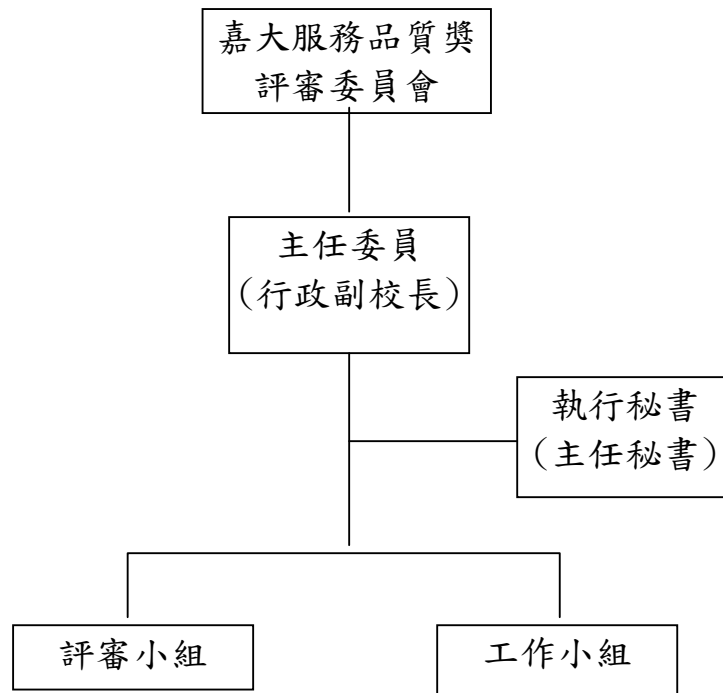 嘉大服務品質獎
評審委員會
主任委員
（行政副校長）
執行秘書
（主任秘書）
評審小組
工作小組